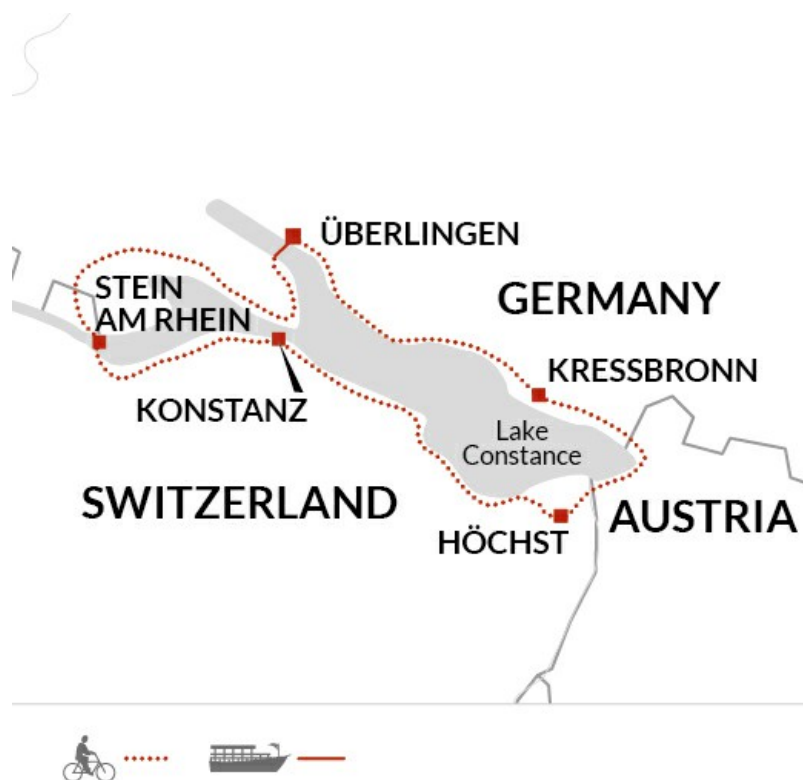 ÜBERLINGEN
GERMANY
STEIN
AM RHEIN
KRESSBRONN
KONSTANZ
Lake
Constance
SWITZERLAND
AUSTRIA
HÖCHST